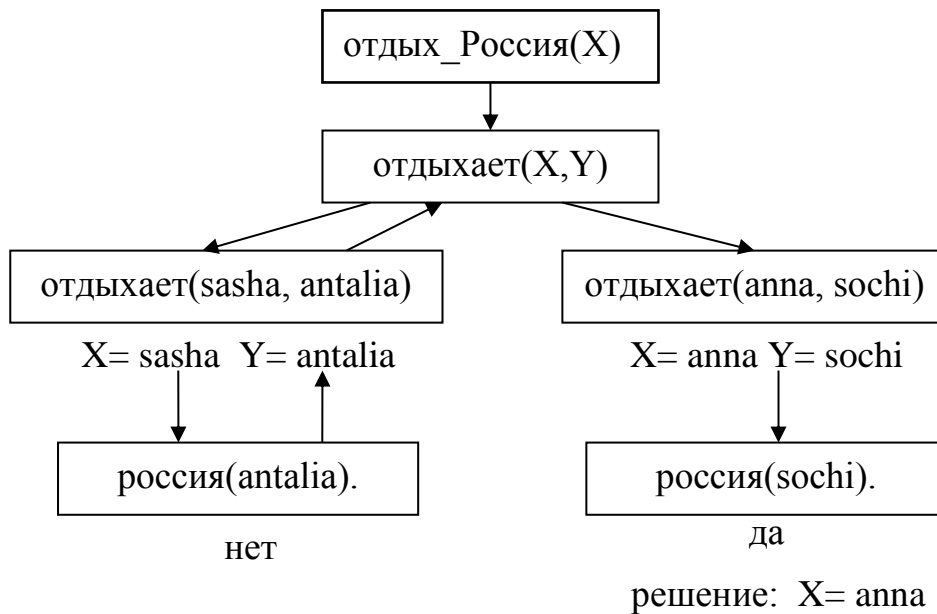 отдых_Россия(X)
отдыхает(X,Y)
отдыхает(sasha, antalia) отдыхает(anna, sochi)
X= sasha Y= antalia X= anna Y= sochi
россия(antalia). россия(sochi).
нет да
решение: X= anna